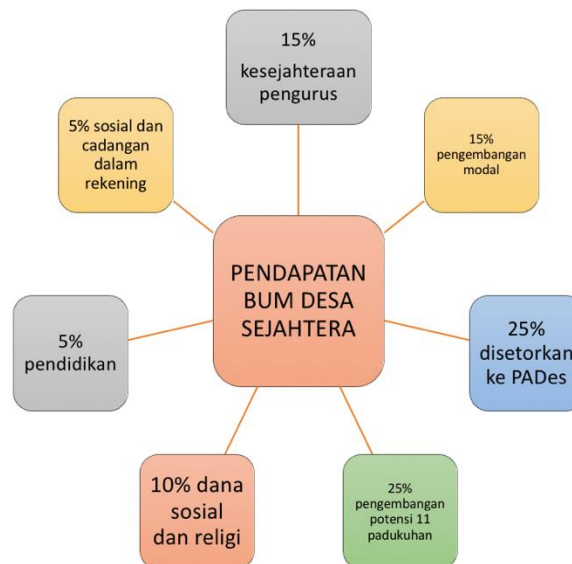 15%
kesejahteraan
pengurus
5% sosial dan
cadangan
dalam
rekening
15%
pengembangan
modal
PENDAPATAN
BUM DESA
SEJAHTERA
5%
pendidikan
25%
disetorkan
ke PADes
10% dana
sosial
dan religi
25%
pengembangan
potensi 11
padukuhan